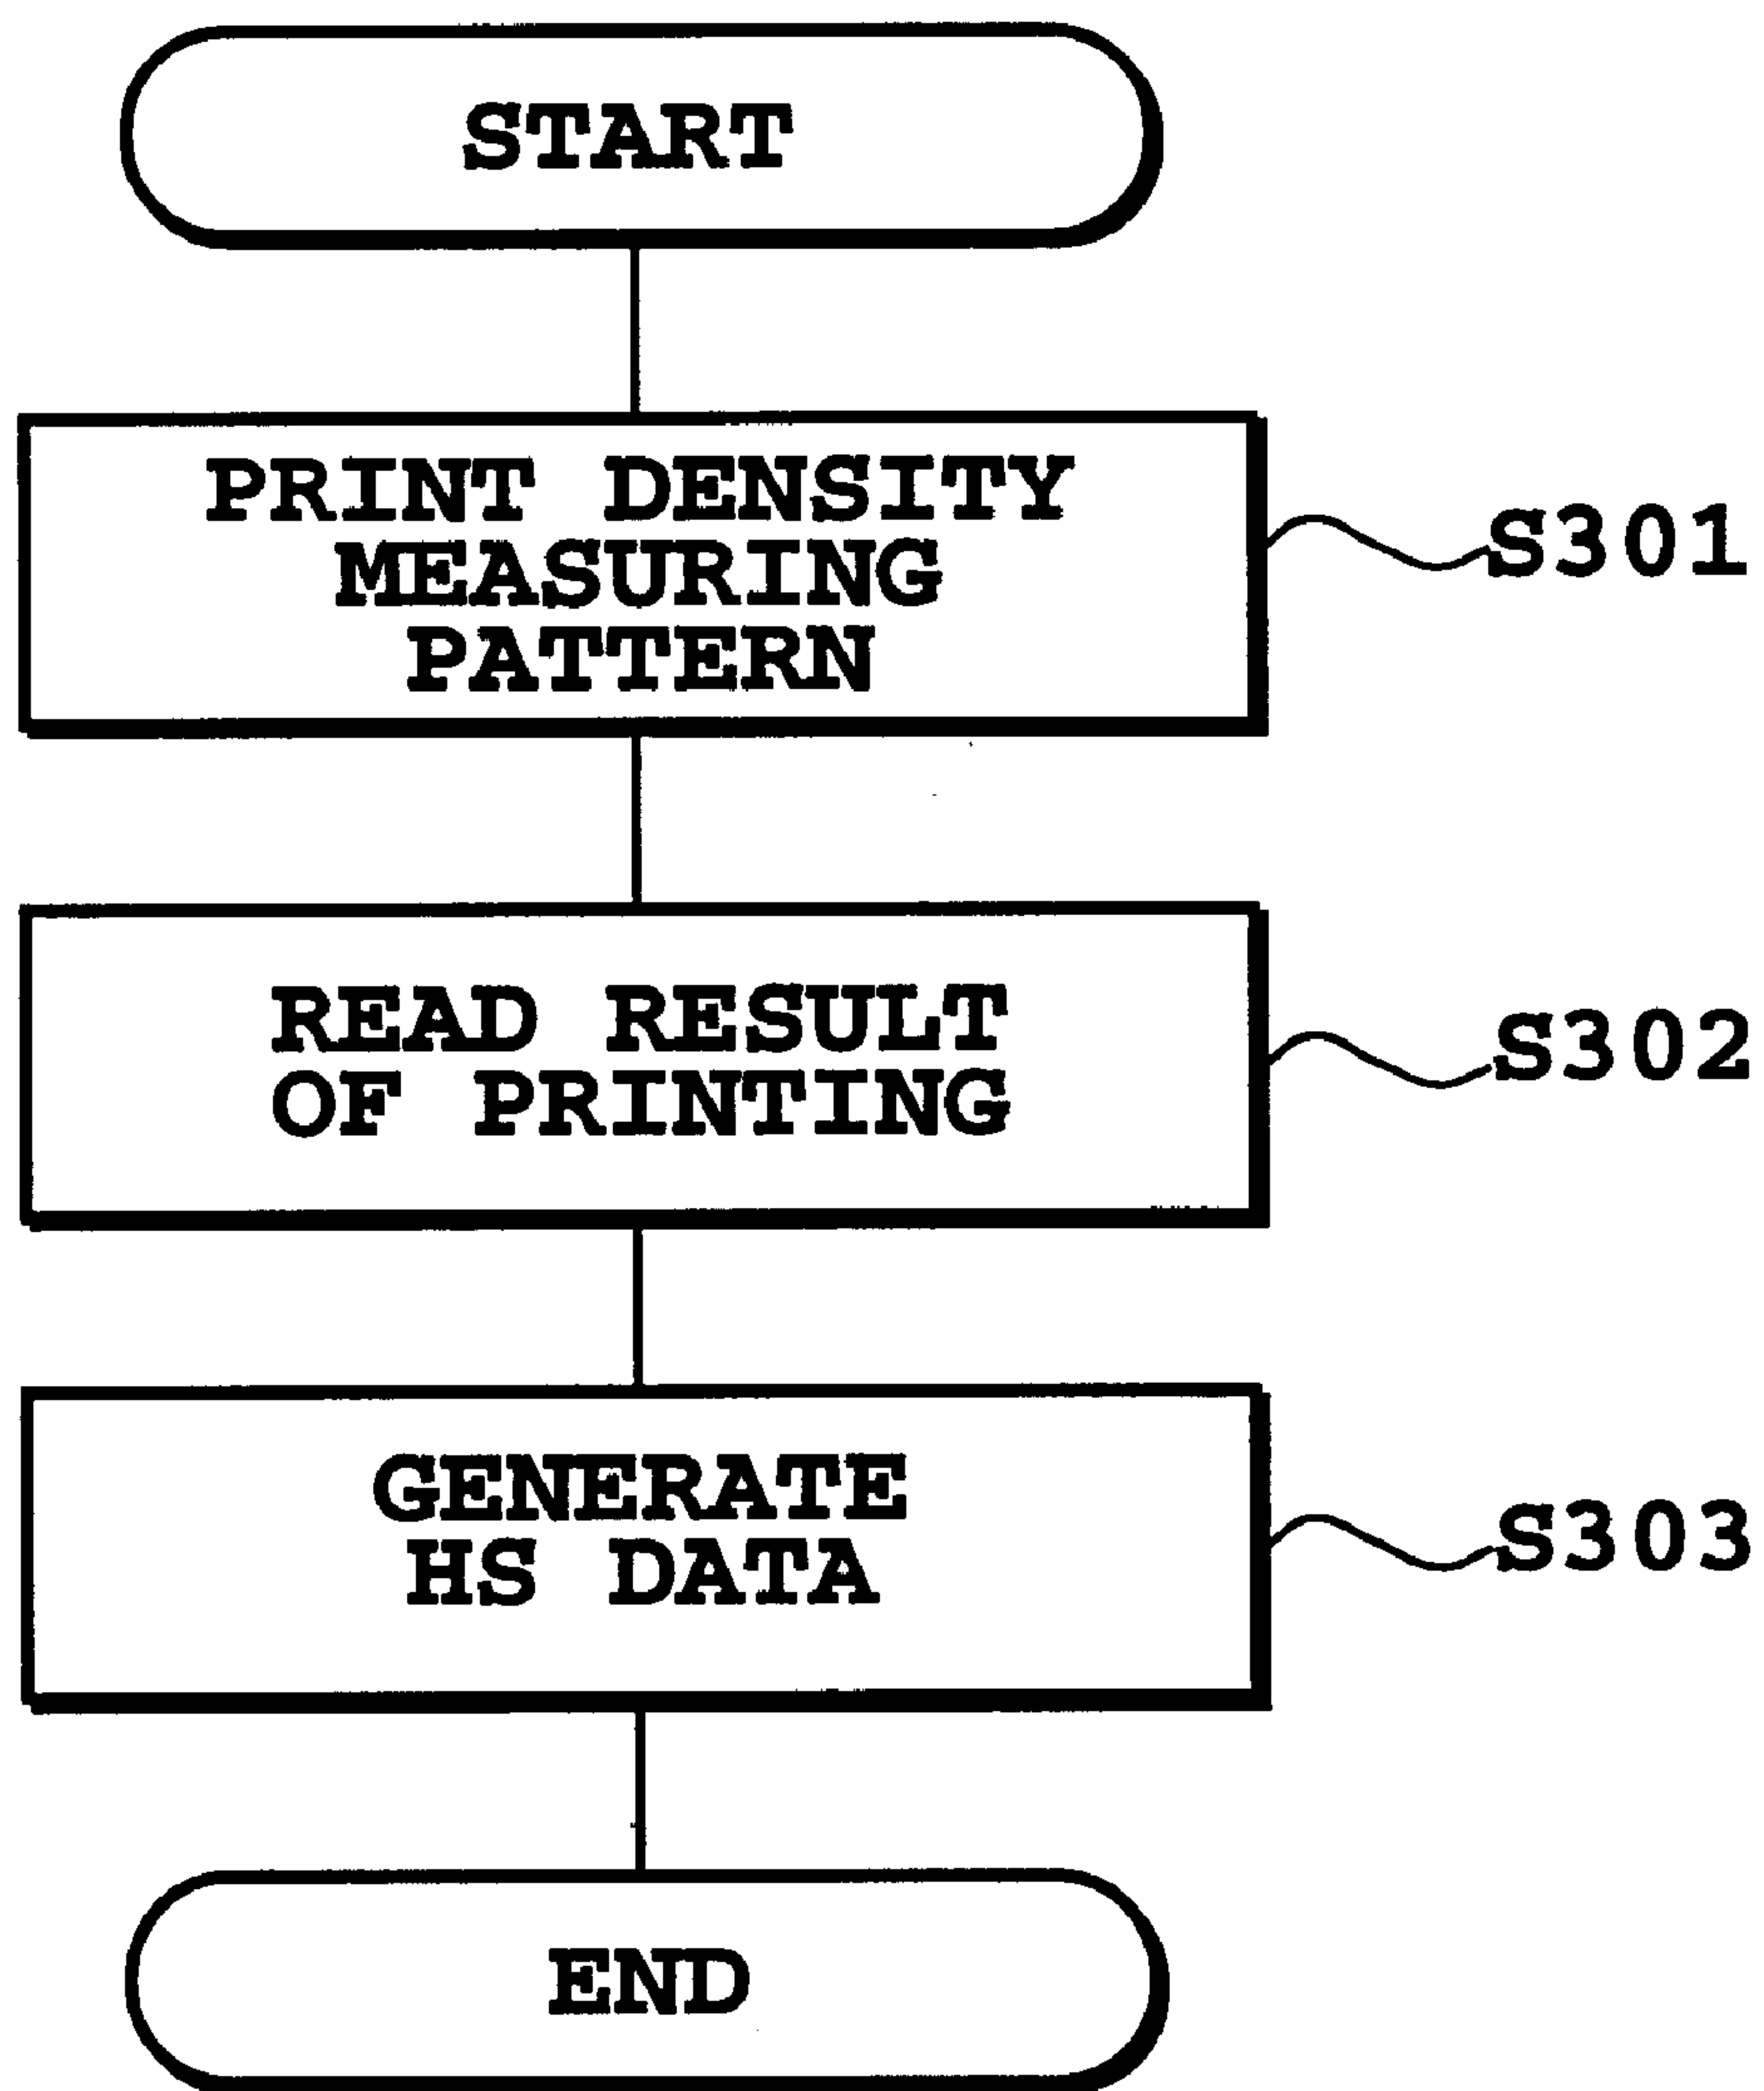 START
PRINT DENSITY
MEASURING
PATTERN
S301
READ RESULT
OF PRINTING
S302
GENERATE
HS DATA
S303
END